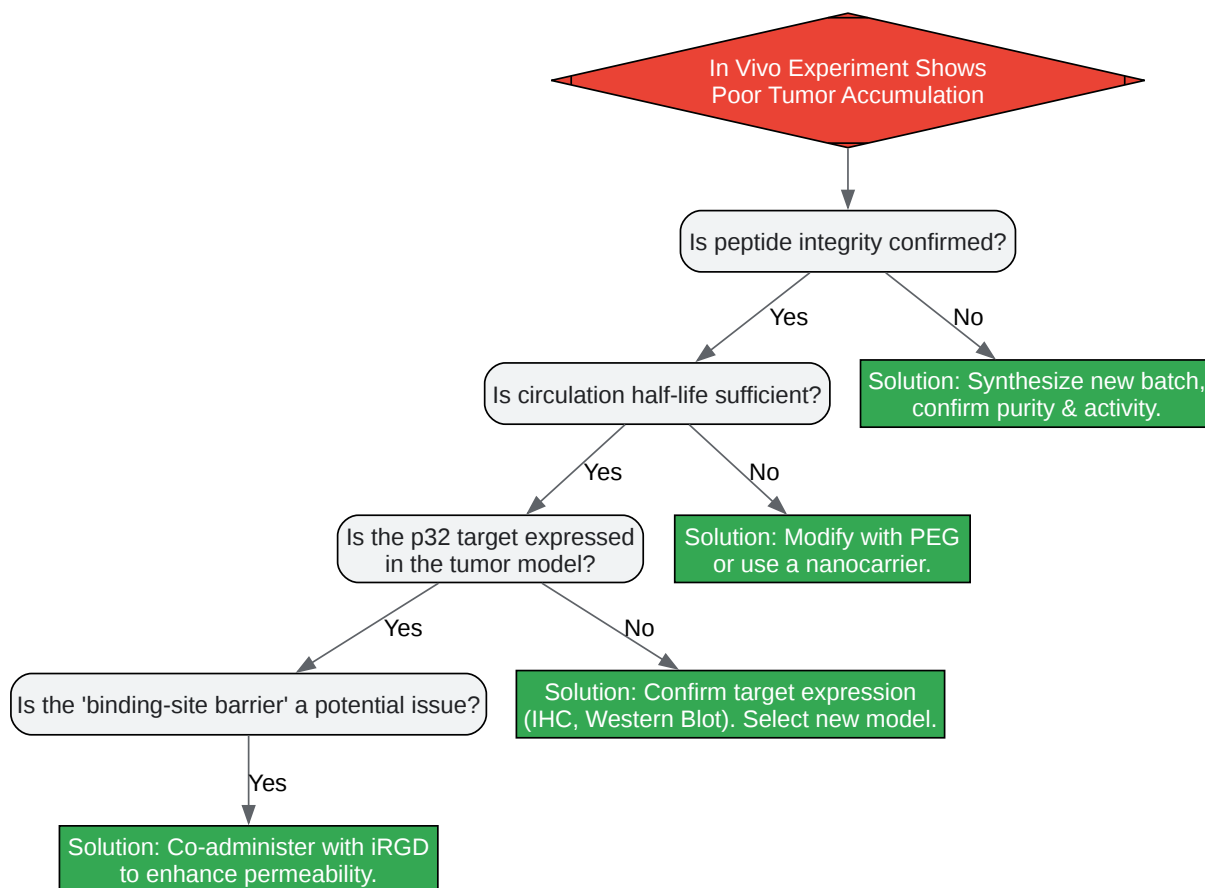 In Vivo Experiment Shows
Poor Tumor Accumulation
Is peptide integrity confirmed?
Yes
No
Is circulation half-life sufficient?
Solution: Synthesize new batch,
confirm purity & activity.
Yes
No
Is the p32 target expressed
in the tumor model?
Solution: Modify with PEG
or use a nanocarrier.
Yes
No
Is the 'binding-site barrier' a potential issue?
Solution: Confirm target expression
(IHC, Western Blot). Select new model.
Yes
Solution: Co-administer with iRGD
to enhance permeability.